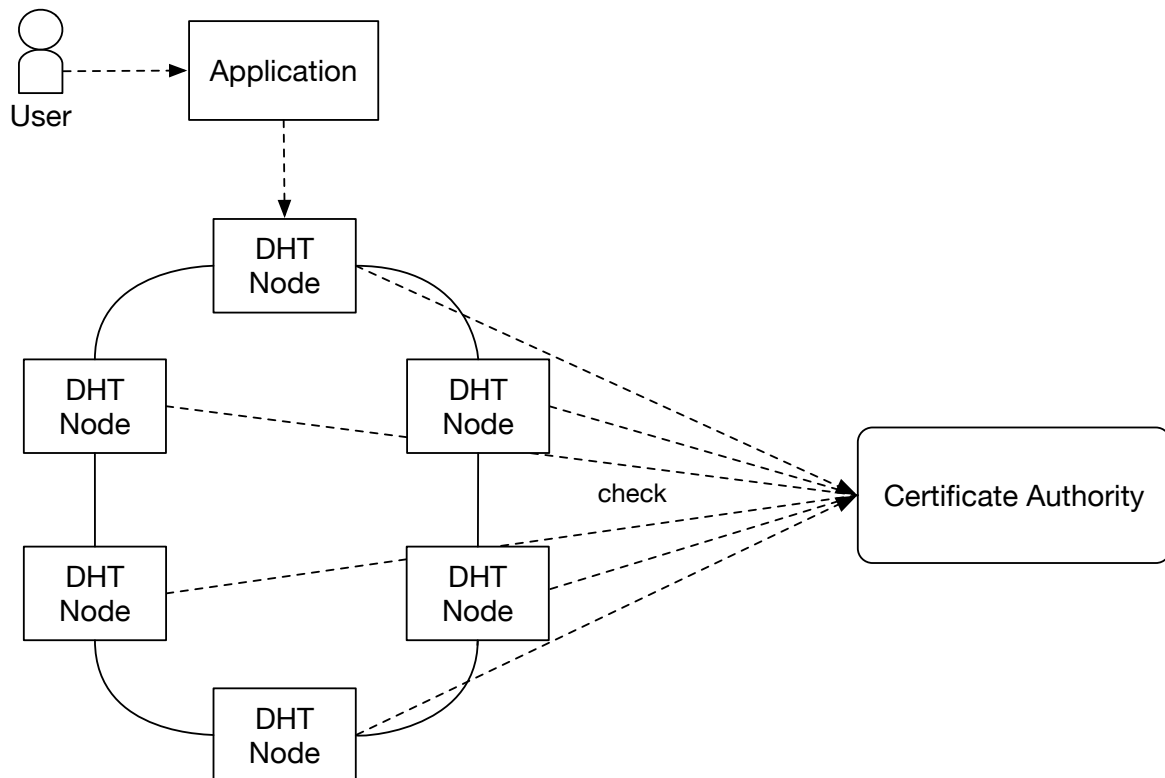 Application
User
DHT
Node
DHT
Node
DHT
Node
check
Certificate Authority
DHT
Node
DHT
Node
DHT
Node